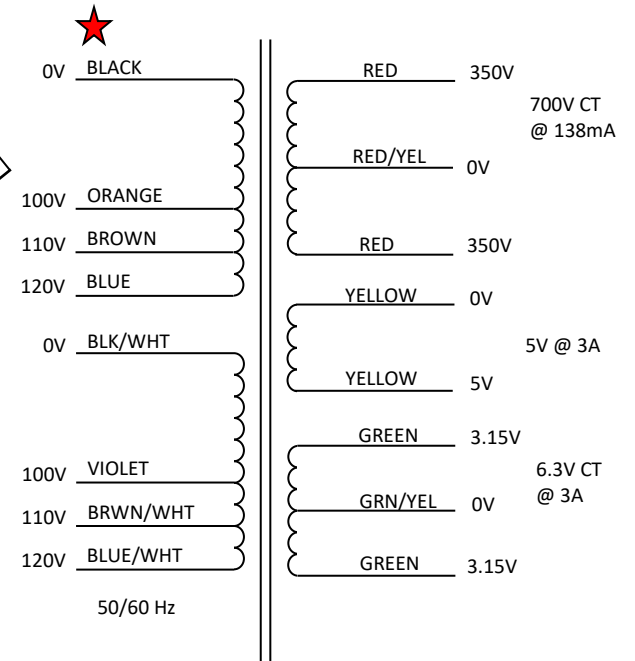 0V BLACK
100V ORANGE
110V BROWN
120V BLUE
0V BLK/WHT
100V VIOLET
110V BRWN/WHT
120V BLUE/WHT
50/60 Hz
RED 350V
700V CT
@ 138mA
RED/YEL 0V
RED 350V
YELLOW 0V
5V @ 3A
YELLOW 5V
GREEN 3.15V
6.3V CT
@ 3A
GRN/YEL 0V
GREEN 3.15V